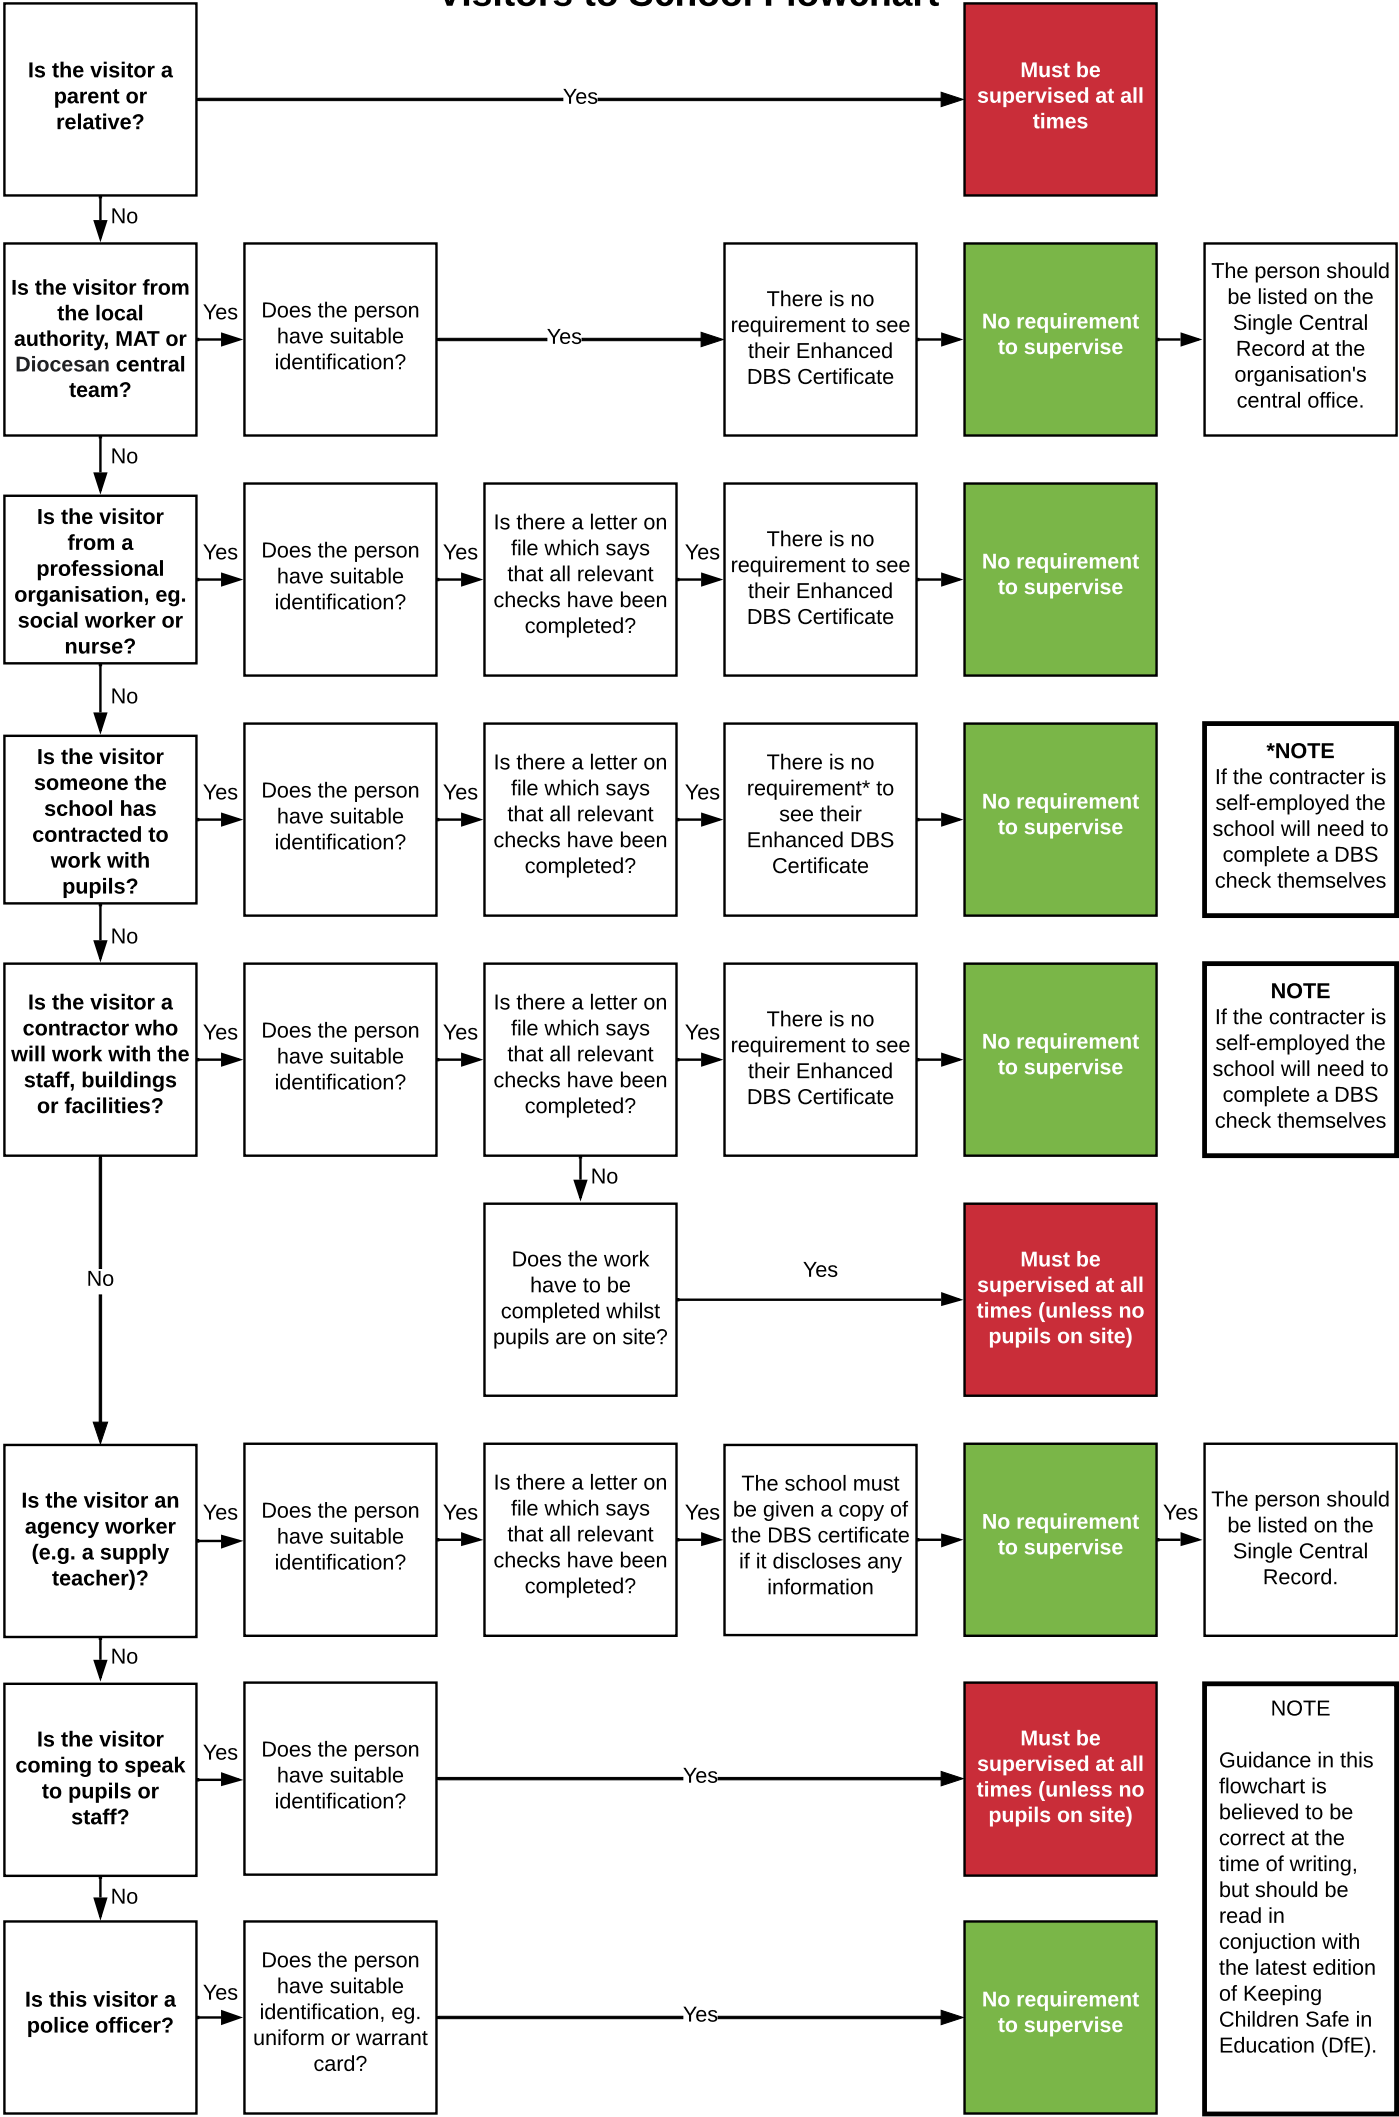 Visitors to School Flowchart
Is the visitor a
parent or
relative?
Yes
Must be
supervised at all
times
No
Is the visitor from
the local
authority, MAT or
Diocesan central
team?
Yes
Does the person
have suitable
identification?
Yes
There is no
requirement to see
their Enhanced
DBS Certificate
No requirement
to supervise
The person should
be listed on the
Single Central
Record at the
organisation's
central office.
No
Is the visitor
from a
professional
organisation, eg.
social worker or
nurse?
Yes
Does the person
have suitable
identification?
Yes
Is there a letter on
file which says
that all relevant
checks have been
completed?
Yes
There is no
requirement to see
their Enhanced
DBS Certificate
No requirement
to supervise
No
Is the visitor
someone the
school has
contracted to
work with
pupils?
Yes
Does the person
have suitable
identification?
Yes
Is there a letter on
file which says
that all relevant
checks have been
completed?
Yes
There is no
requirement* to
see their
Enhanced DBS
Certificate
No requirement
to supervise
*NOTE
If the contracter is
self-employed the
school will need to
complete a DBS
check themselves
No
Is the visitor a
contractor who
will work with the
staff, buildings
or facilities?
Yes
Does the person
have suitable
identification?
Yes
Is there a letter on
file which says
that all relevant
checks have been
completed?
Yes
There is no
requirement to see
their Enhanced
DBS Certificate
No requirement
to supervise
NOTE
If the contracter is
self-employed the
school will need to
complete a DBS
check themselves
No
No
Does the work
have to be
completed whilst
pupils are on site?
Yes
Must be
supervised at all
times (unless no
pupils on site)
Is the visitor an
agency worker
(e.g. a supply
teacher)?
Yes
Does the person
have suitable
identification?
Yes
Is there a letter on
file which says
that all relevant
checks have been
completed?
Yes
The school must
be given a copy of
the DBS certificate
if it discloses any
information
No requirement
to supervise
Yes
The person should
be listed on the
Single Central
Record.
No
Is the visitor
coming to speak
to pupils or
staff?
Yes
Does the person
have suitable
identification?
Yes
Must be
supervised at all
times (unless no
pupils on site)
No
Is this visitor a
police officer?
Yes
Does the person
have suitable
identification, eg.
uniform or warrant
card?
Yes
No requirement
to supervise
NOTE
Guidance in this
flowchart is
believed to be
correct at the
time of writing,
but should be
read in
conjuction with
the latest edition
of Keeping
Children Safe in
Education (DfE).